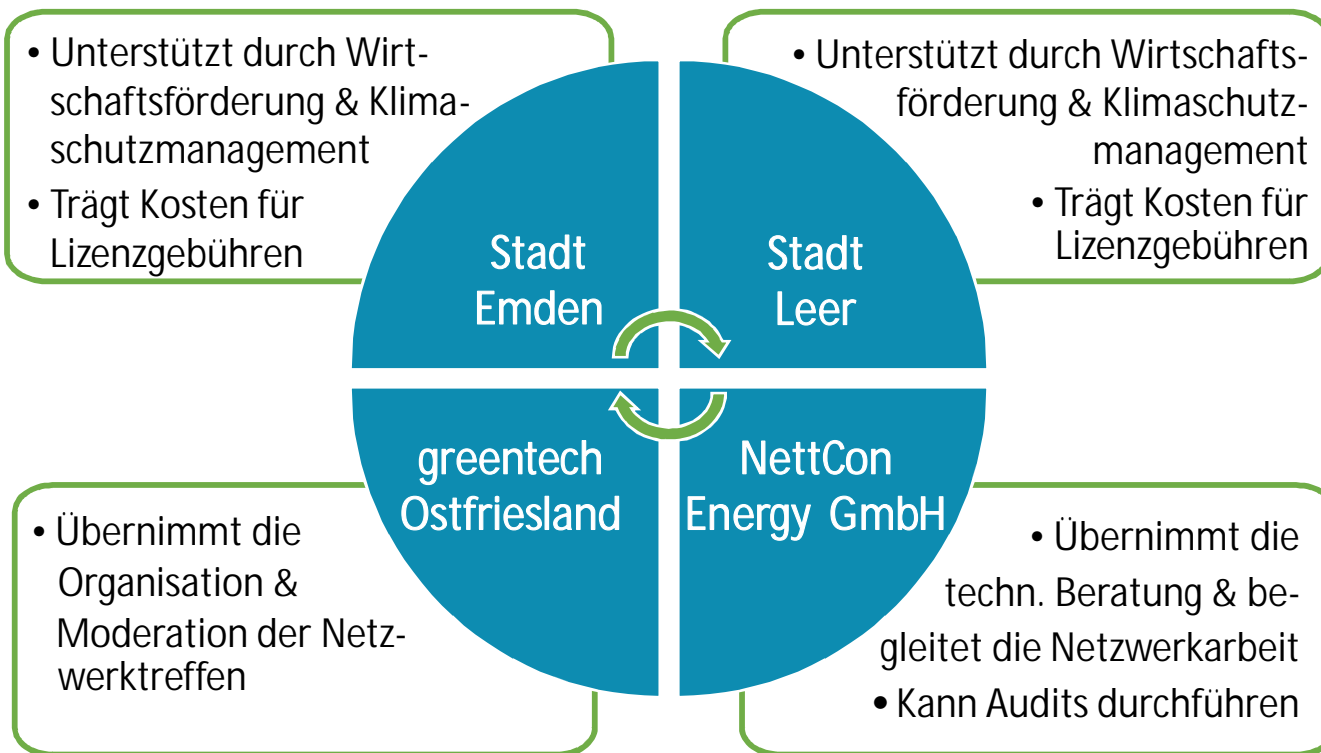 • Unterstützt durch Wirt-
schaftsförderung & Klima-
schutzmanagement
• Trägt Kosten für
Lizenzgebühren
• Unterstützt durch Wirtschafts-
förderung & Klimaschutz-
management
• Trägt Kosten für
Lizenzgebühren
Stadt
Emden
Stadt
Leer
greentech
Ostfriesland
NettCon
Energy GmbH
• Übernimmt die
Organisation &
Moderation der Netz-
werktreffen
• Übernimmt die
techn. Beratung & be-
gleitet die Netzwerkarbeit
• Kann Audits durchführen